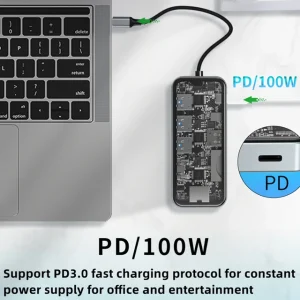 PD/100W
PD
PD/100W
Support PD3.0 fast charging protocol for constant
power supply for office and entertainment